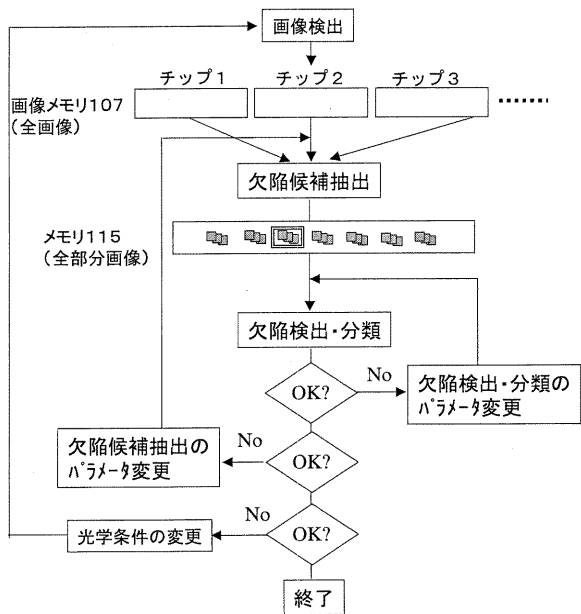 画像検出
チップ1
チップ2
チップ3
画像メモリ107
(全画像)
欠陥候補抽出
メモリ115
(全部分画像)
欠陥検出・分類
OK?
No
欠陥検出・分類の
パラメータ変更
OK?
No
欠陥候補抽出の
パラメータ変更
OK?
No
光学条件の変更
終了